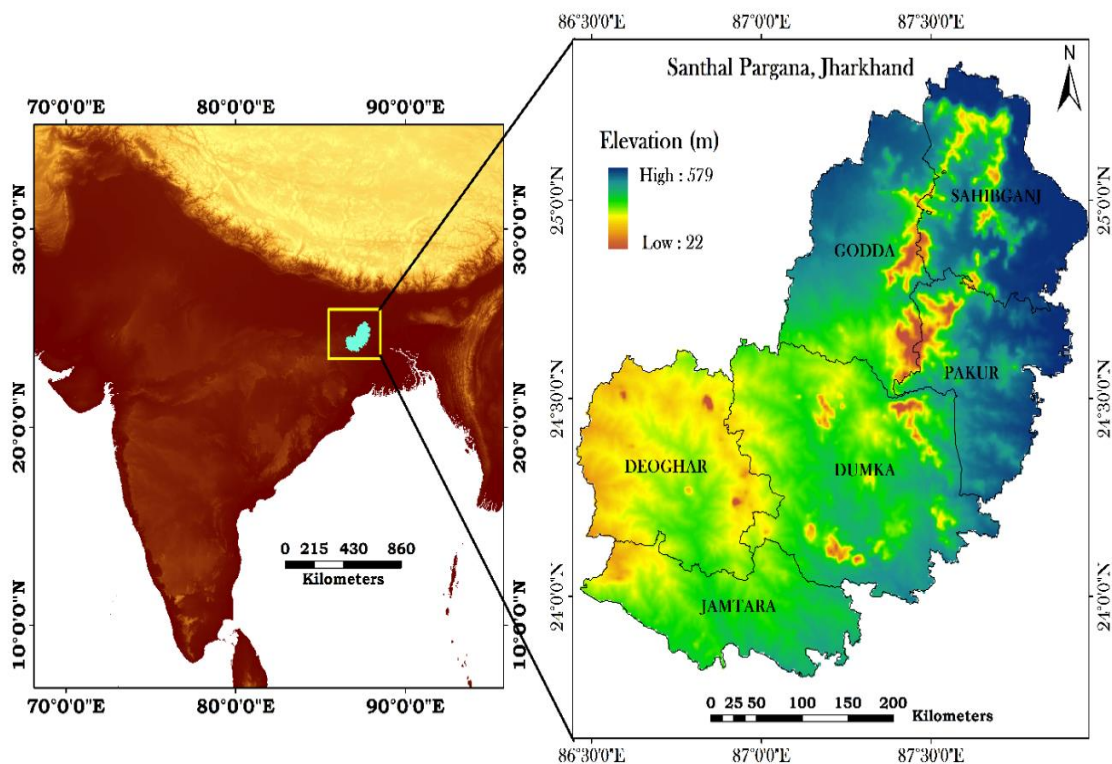 70°0'0"E 80°0'0"E 90°0'0"E
30°0'0"N
20°0'0"N
10°0'0"N
30°0'0"N
20°0'0"N
10°0'0"N
0 215 430 860
Kilometers
70°0'0"E 80°0'0"E 90°0'0"E
86°30'0"E 87°0'0"E 87°30'0"E
Santhal Pargana, Jharkhand
N
Elevation (m)
High : 579
Low : 22
SAHIBGANJ
GODDA
PAKUR
DEOGHAR
DUMKA
JAMTARA
25°0'0"N
24°30'0"N
24°0'0"N
25°0'0"N
24°30'0"N
24°0'0"N
0 25 50 100 150 200
Kilometers
86°30'0"E 87°0'0"E 87°30'0"E